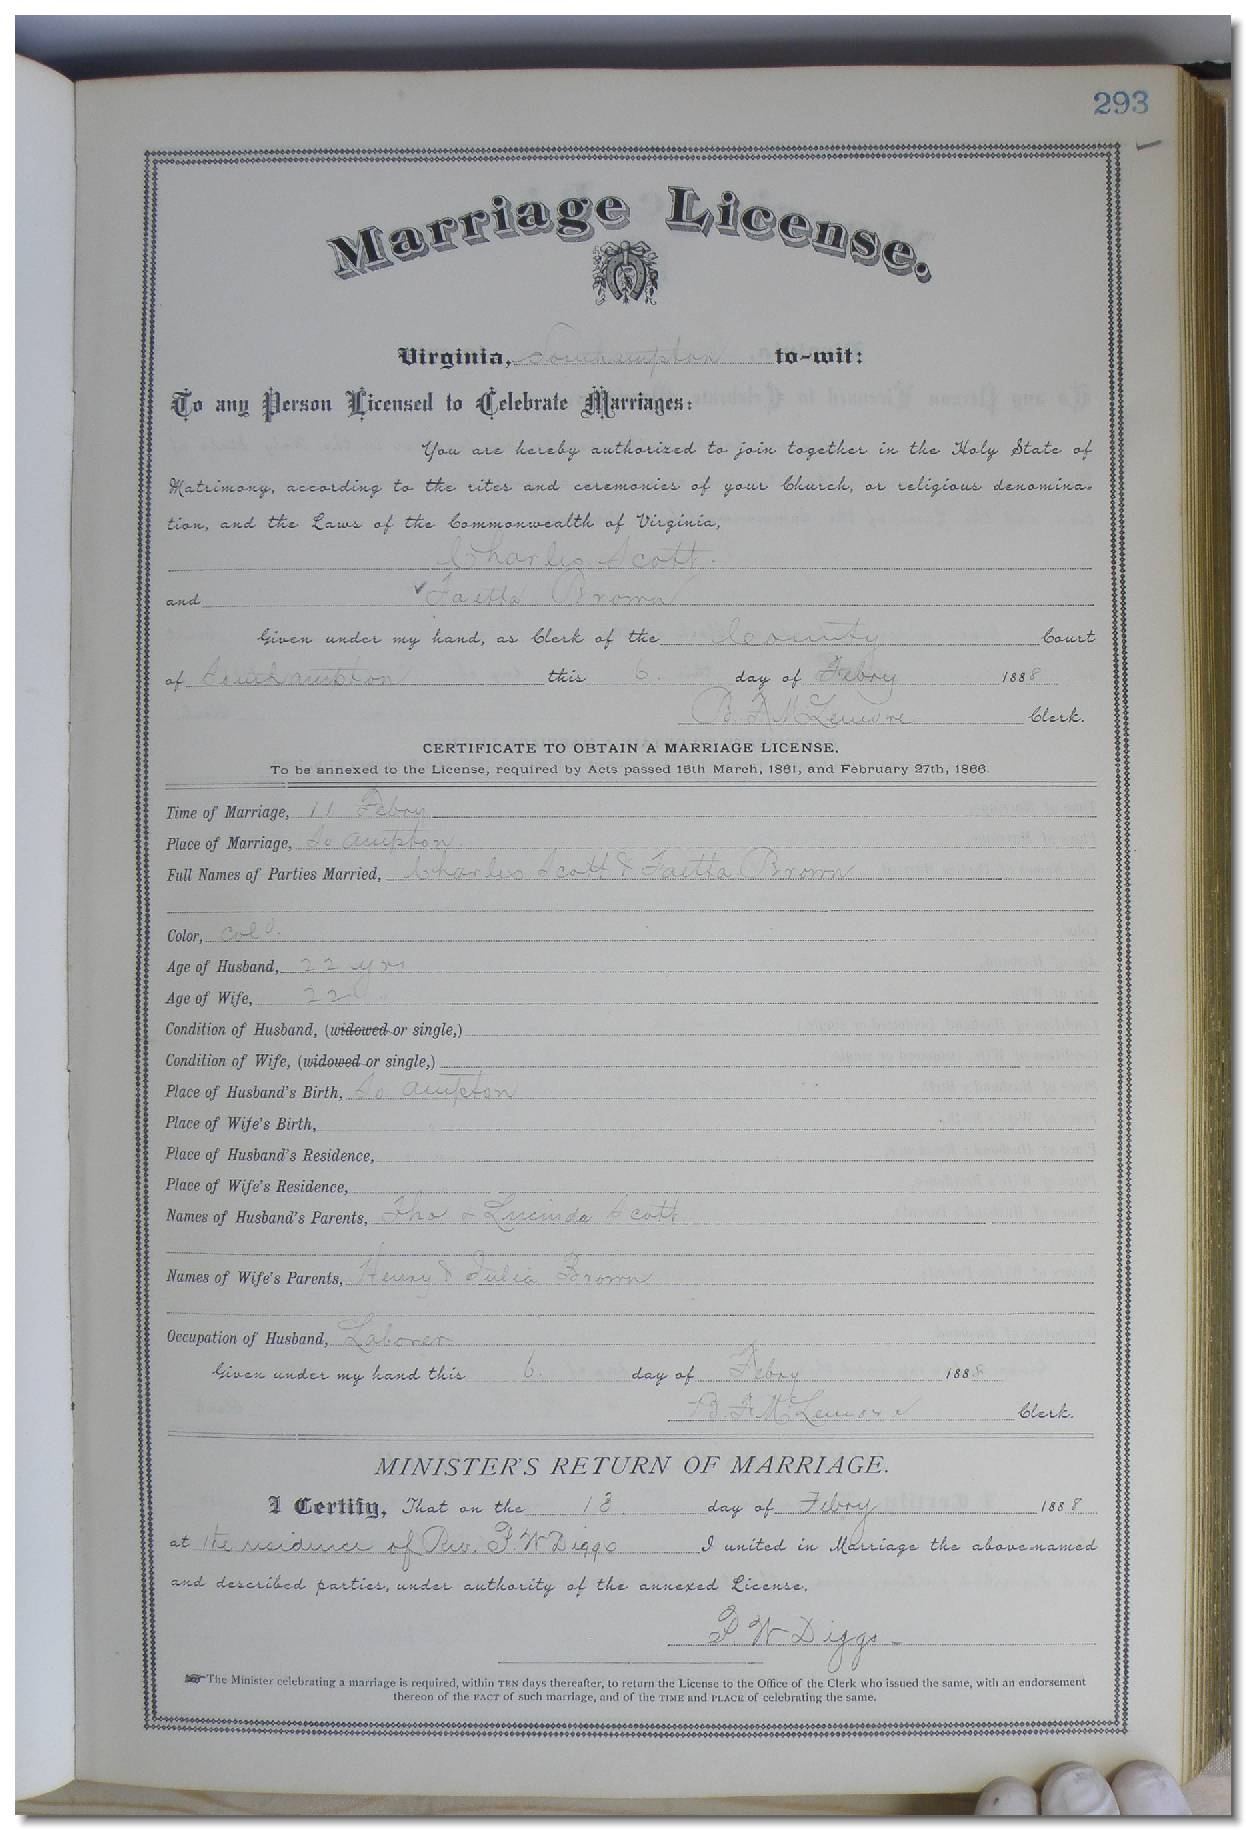 293
Marriage License.
Virginia, Southampton to-wit:
To any Person Licensed to Celebrate Marriages:
You are hereby authorized to join together in the Holy State of
Matrimony, according to the rites and ceremonies of your Church, or religious denomina-
tion, and the Laws of the Commonwealth of Virginia,
Charles Scott.
and Faetta Brown
Given under my hand, as Clerk of the County Court
of Southampton this 6. day of Febry 1888
B. F. McLemore Clerk.
CERTIFICATE TO OBTAIN A MARRIAGE LICENSE.
To be annexed to the License, required by Acts passed 15th March, 1861, and February 27th, 1866.
Time of Marriage, 11 Febry
Place of Marriage, So ampton.
Full Names of Parties Married, Charles Scott & Faetta Brown
Color, cold.
Age of Husband, 22 yrs
Age of Wife, 22 "
Condition of Husband, (widowed or single,)
Condition of Wife, (widowed or single,)
Place of Husband's Birth, So ampton
Place of Wife's Birth,
Place of Husband's Residence,
Place of Wife's Residence,
Names of Husband's Parents, Tho & Lucinda Scott
Names of Wife's Parents, Henry & Julia Brown
Occupation of Husband, Laborer
Given under my hand this 6. day of Febry 1888
B. F. McLemore Clerk.
MINISTER'S RETURN OF MARRIAGE.
I Certify, That on the 13 day of Febry 1888
at the residence of Rev. F. W Diggs I united in Marriage the above-named
and described parties, under authority of the annexed License.
F. W Diggs
The Minister celebrating a marriage is required, within TEN days thereafter, to return the License to the Office of the Clerk who issued the same, with an endorsement
thereon of the FACT of such marriage, and of the TIME and PLACE of celebrating the same.